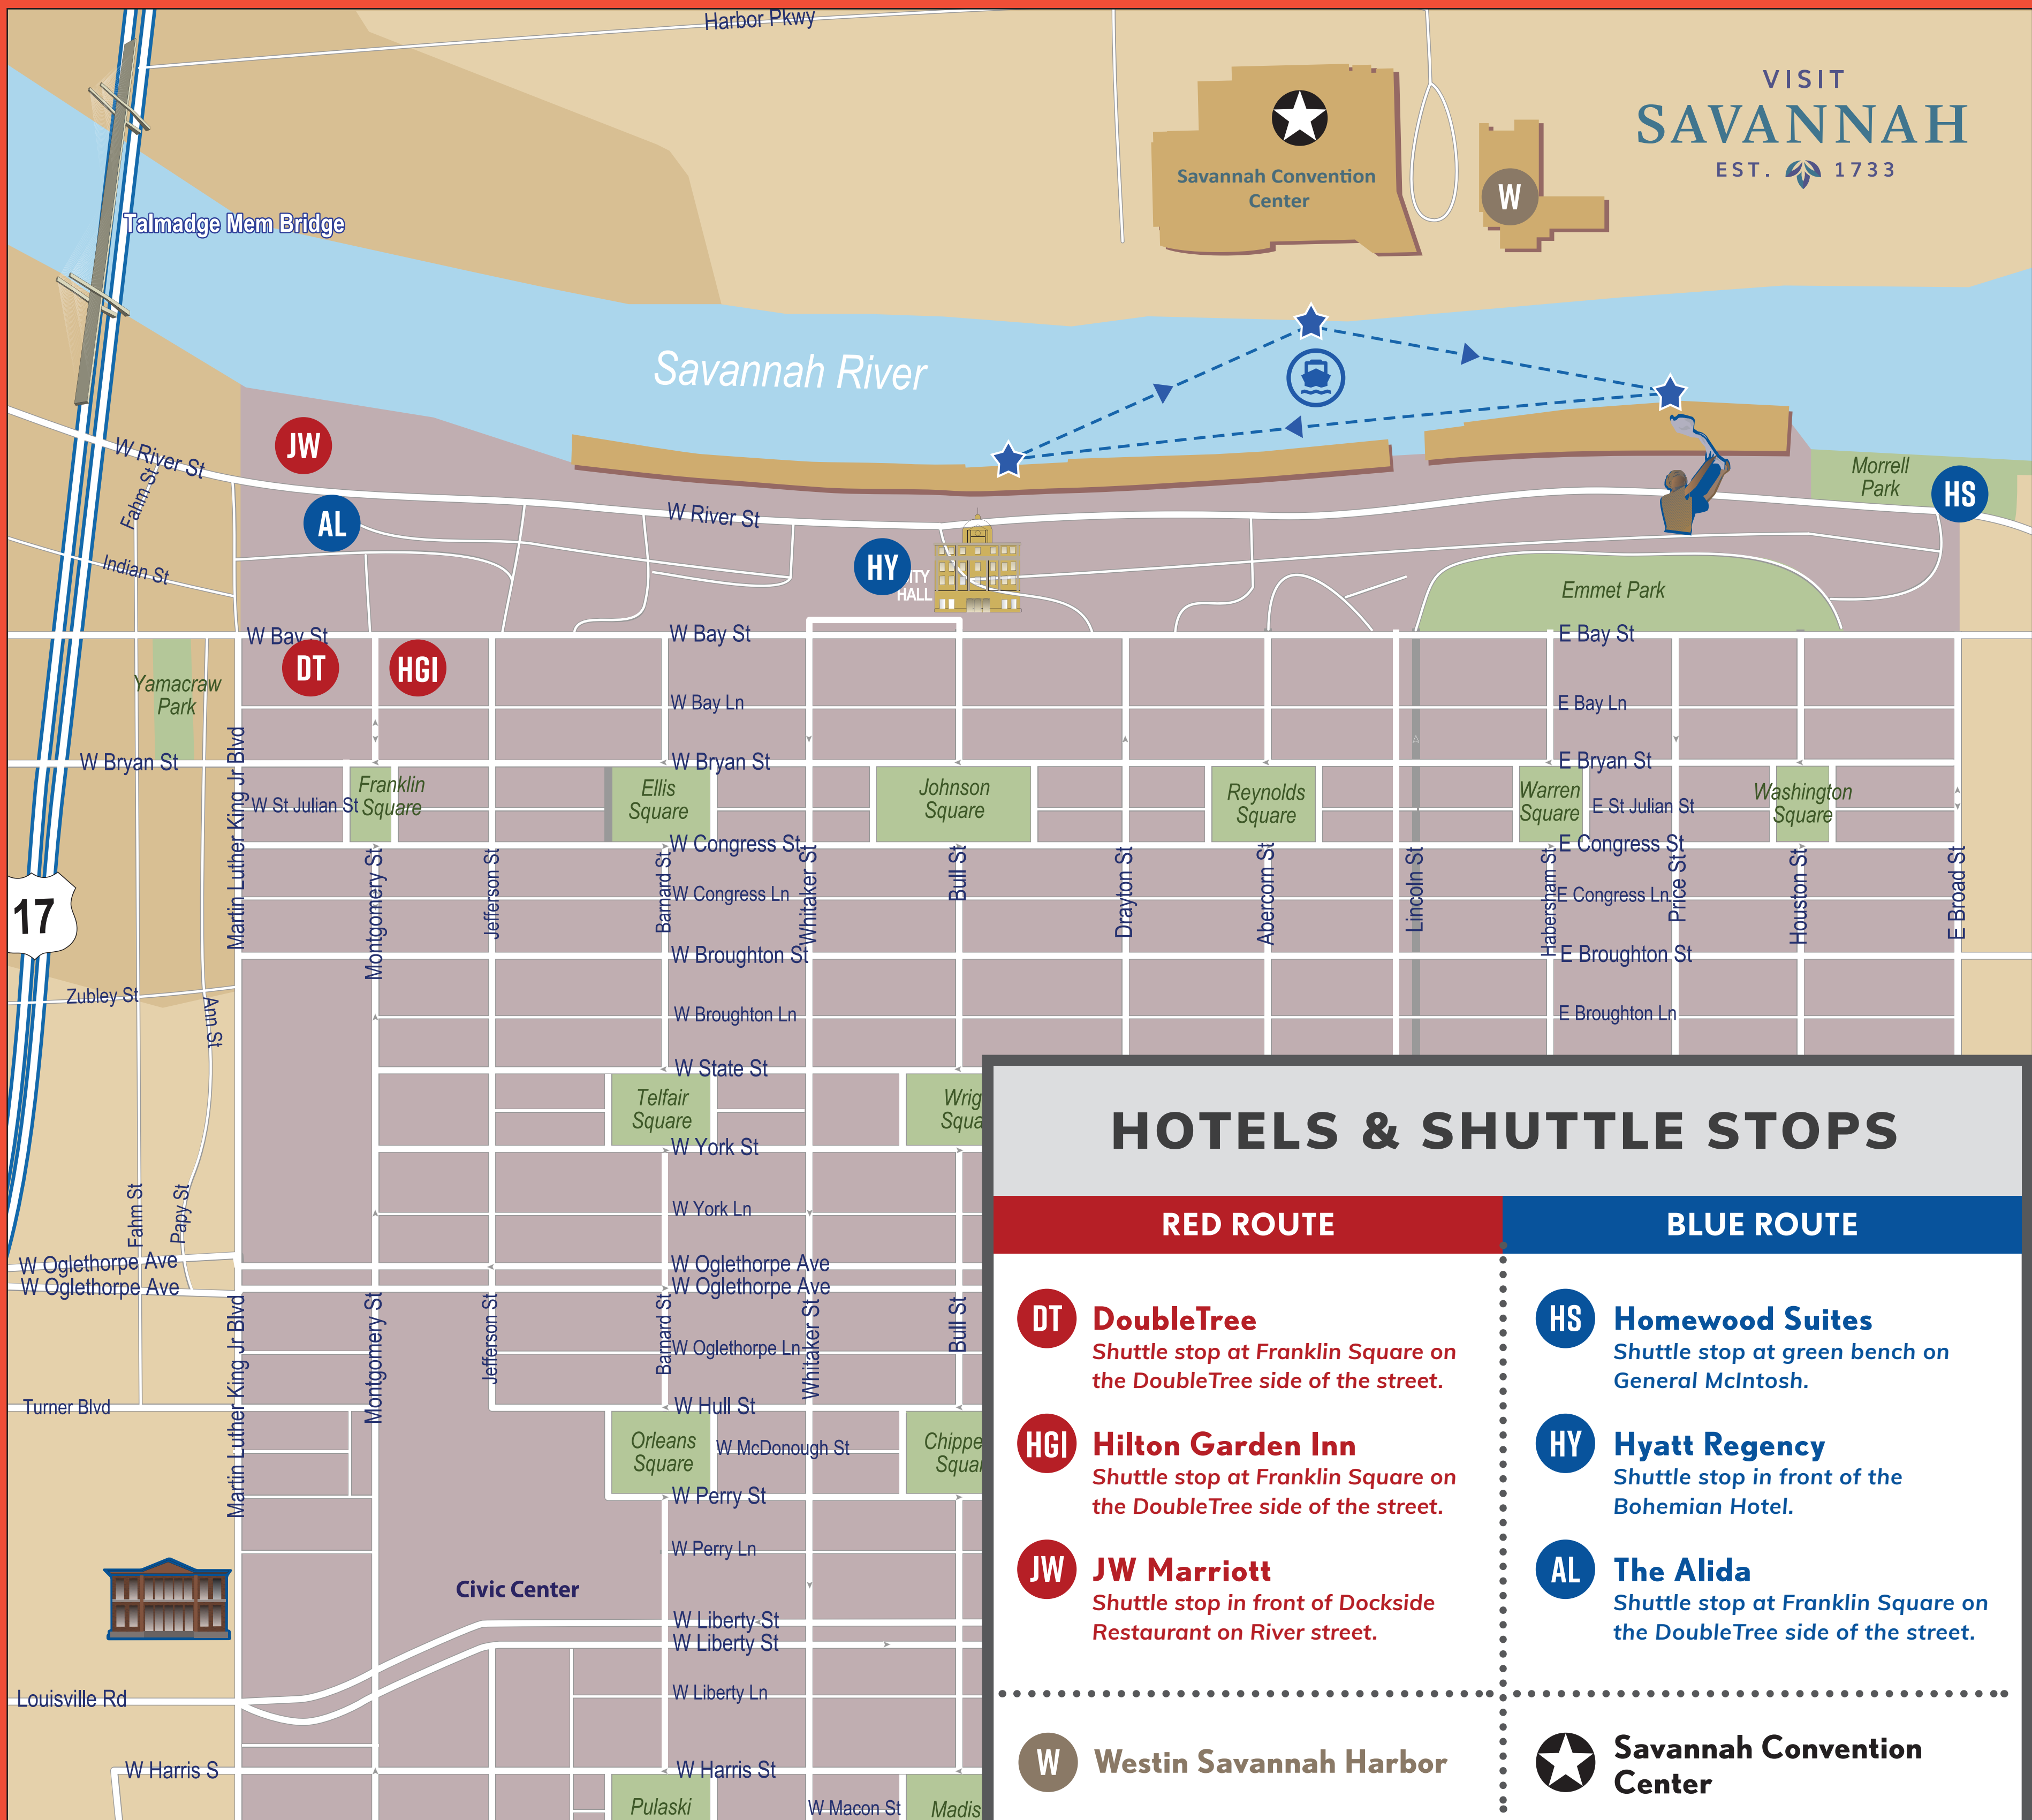 Harbor Pkwy
VISIT
SAVANNAH
EST. 1733
Savannah Convention
Center
W
Talmadge Mem Bridge
Savannah River
JW
W River St
Fahm St
AL
Indian St
W River St
HY
HALL
Morrell
Park
HS
Emmet Park
W Bay St
W Bay St
E Bay St
DT
HGI
Yamacraw
Park
W Bay Ln
E Bay Ln
W Bryan St
W Bryan St
E Bryan St
Franklin
Square
Ellis
Square
Johnson
Square
Reynolds
Square
Warren
Square
Washington
Square
W St Julian St
E St Julian St
W Congress St
E Congress St
Martin Luther King Jr Blvd
Montgomery St
Jefferson St
Barnard St
Whitaker St
Bull St
Drayton St
Abercorn St
Lincoln St
Habersham St
Price St
Houston St
E Broad St
W Congress Ln
E Congress Ln
17
W Broughton St
E Broughton St
Zubley St
Ann St
W Broughton Ln
E Broughton Ln
W State St
Telfair
Square
Wrig
Squa
W York St
Fahm St
Papy St
W York Ln
W Oglethorpe Ave
W Oglethorpe Ave
W Oglethorpe Ave
W Oglethorpe Ave
Martin Luther King Jr Blvd
Montgomery St
Jefferson St
Barnard St
Whitaker St
Bull St
W Oglethorpe Ln
Turner Blvd
W Hull St
Orleans
Square
W McDonough St
Chippe
Squa
W Perry St
W Perry Ln
Civic Center
W Liberty St
W Liberty St
Louisville Rd
W Liberty Ln
W Harris S
W Harris St
Pulaski
W Macon St
Madis
HOTELS & SHUTTLE STOPS
RED ROUTE
DT DoubleTree
Shuttle stop at Franklin Square on
the DoubleTree side of the street.
HGI Hilton Garden Inn
Shuttle stop at Franklin Square on
the DoubleTree side of the street.
JW JW Marriott
Shuttle stop in front of Dockside
Restaurant on River street.
W Westin Savannah Harbor
BLUE ROUTE
HS Homewood Suites
Shuttle stop at green bench on
General McIntosh.
HY Hyatt Regency
Shuttle stop in front of the
Bohemian Hotel.
AL The Alida
Shuttle stop at Franklin Square on
the DoubleTree side of the street.
Savannah Convention
Center